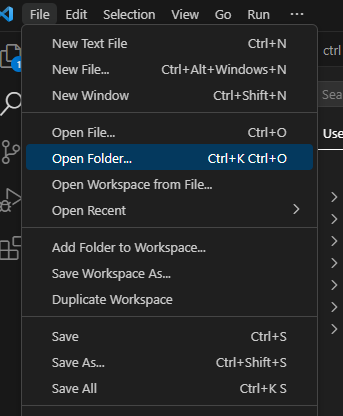 File Edit Selection View Go Run ···
New Text File Ctrl+N
1
New File... Ctrl+Alt+Windows+N
ctrl
New Window Ctrl+Shift+N
Sea
Open File... Ctrl+O
Use
Open Folder... Ctrl+K Ctrl+O
Open Workspace from File...
Open Recent
Add Folder to Workspace...
Save Workspace As...
Duplicate Workspace
Save Ctrl+S
Save As... Ctrl+Shift+S
Save All Ctrl+K S